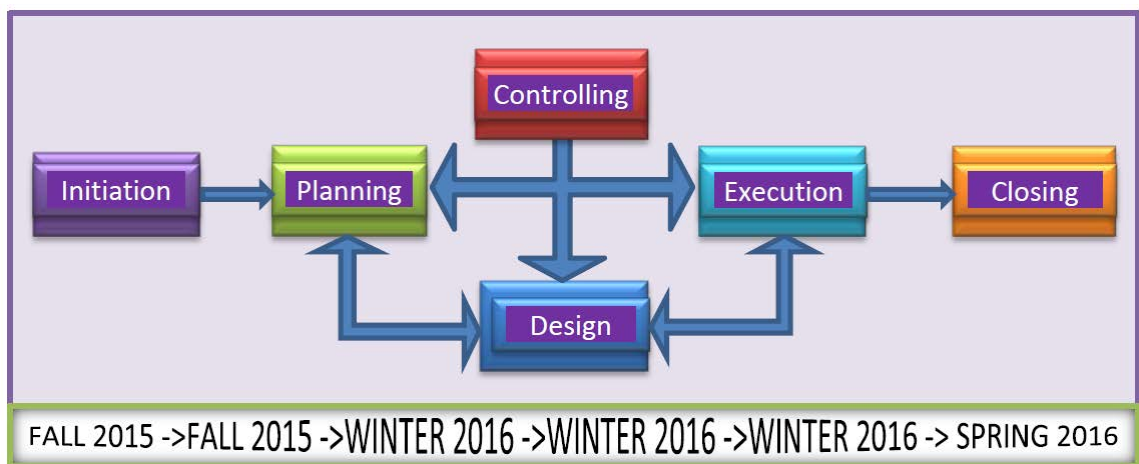 Controlling
Initiation
Planning
Execution
Closing
Design
FALL 2015 ->FALL 2015 ->WINTER 2016 ->WINTER 2016 ->WINTER 2016 -> SPRING 2016